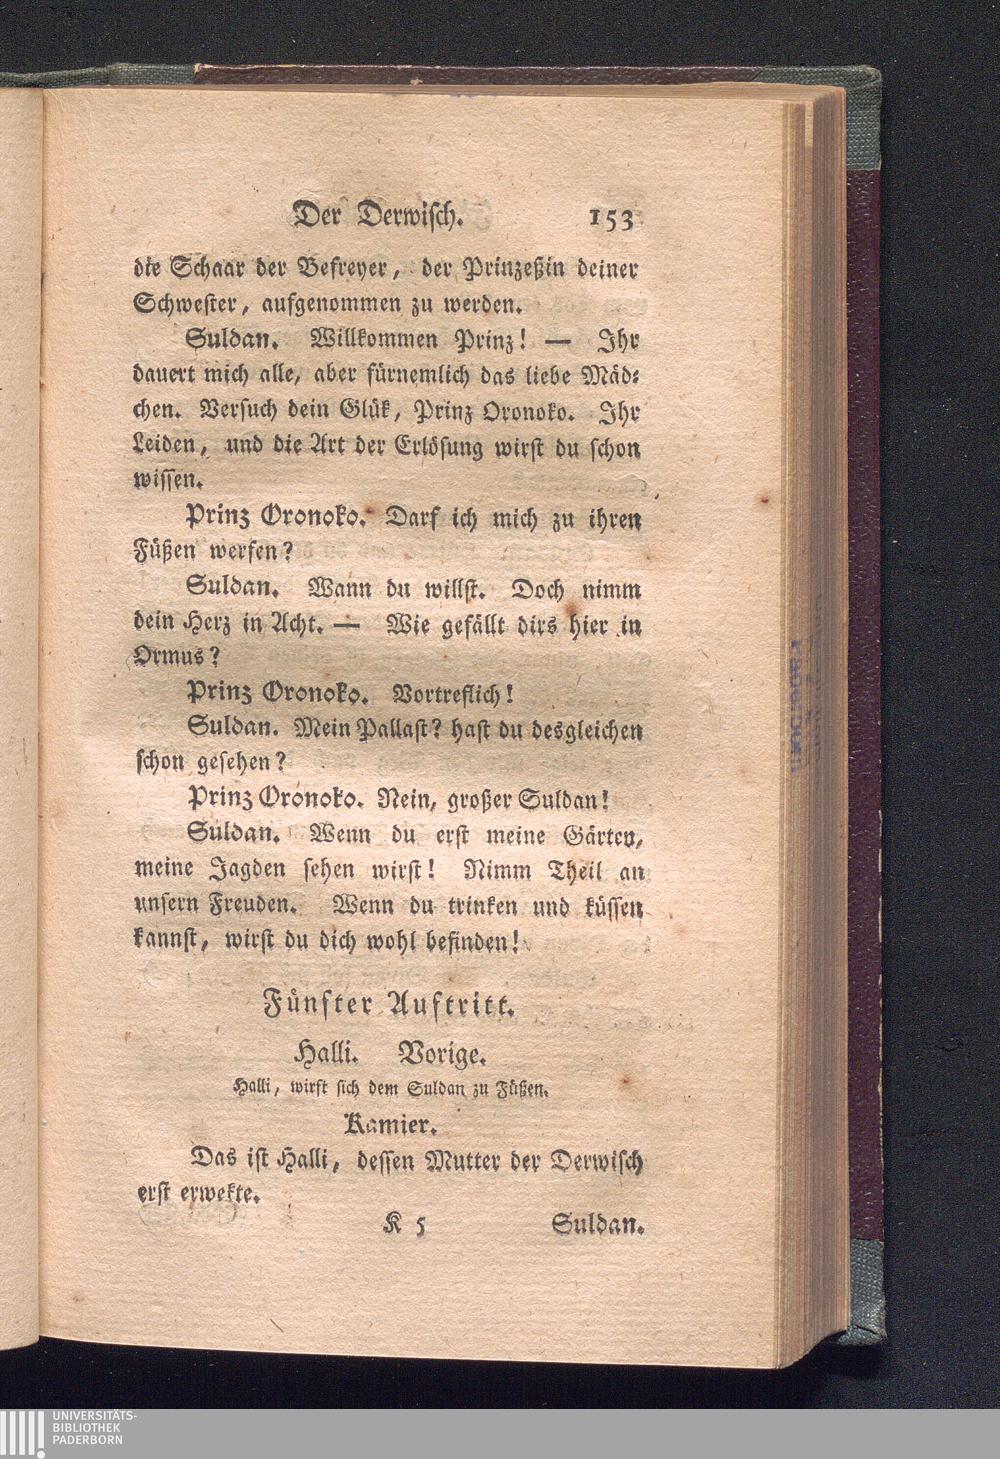 Der Derwisch. 153
die Schaar der Befreyer, der Prinzeßin deiner
Schwester, aufgenommen zu werden.
Suldan. Willkommen Prinz! — Ihr
dauert mich alle, aber fürnemlich das liebe Mäd-
chen. Versuch dein Glük, Prinz Oronoko. Ihr
Leiden, und die Art der Erlösung wirst du schon
wissen.
Prinz Oronoko. Darf ich mich zu ihren
Füßen werfen?
Suldan. Wann du willst. Doch nimm
dein Herz in Acht. — Wie gefällt dirs hier in
Ormus?
Prinz Oronoko. Vortreflich!
Suldan. Mein Pallast? hast du desgleichen
schon gesehen?
Prinz Oronoko. Nein, großer Suldan!
Suldan. Wenn du erst meine Gärten,
meine Jagden sehen wirst! Nimm Theil an
unsern Freuden. Wenn du trinken und küssen
kannst, wirst du dich wohl befinden!
Fünfter Auftritt.
Halli. Vorige.
Halli, wirft sich dem Suldan zu Füßen.
Kamier.
Das ist Halli, dessen Mutter der Derwisch
erst erwekte.
K 5 Suldan.
UNIVERSITÄTS-
BIBLIOTHEK
PADERBORN